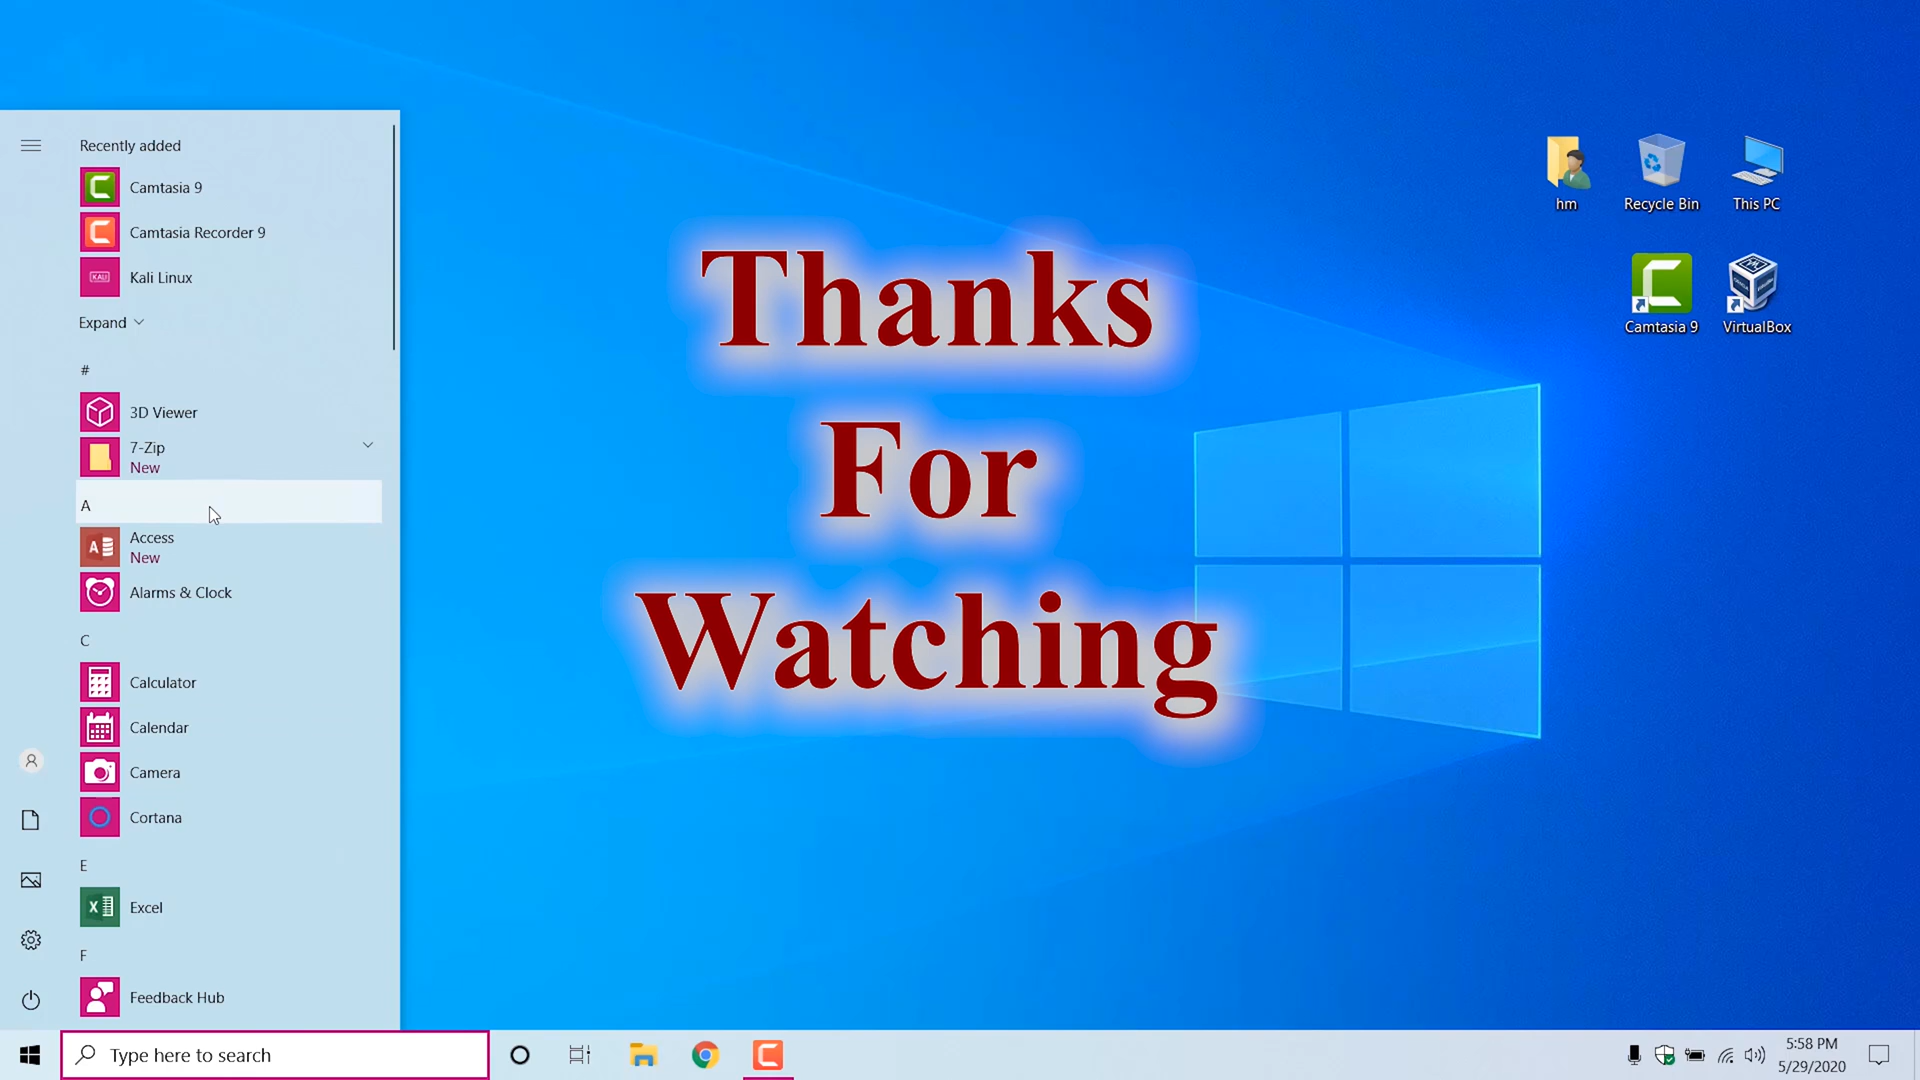 Recently added
Camtasia 9
Camtasia Recorder 9
KALI
Kali Linux
Expand
#
3D Viewer
7-Zip
New
A
Access
New
Alarms & Clock
C
Calculator
Calendar
Camera
Cortana
E
Excel
F
Feedback Hub
Type here to search
Thanks
For
Watching
hm
Recycle Bin
This PC
Camtasia 9
VirtualBox
5:58 PM
5/29/2020